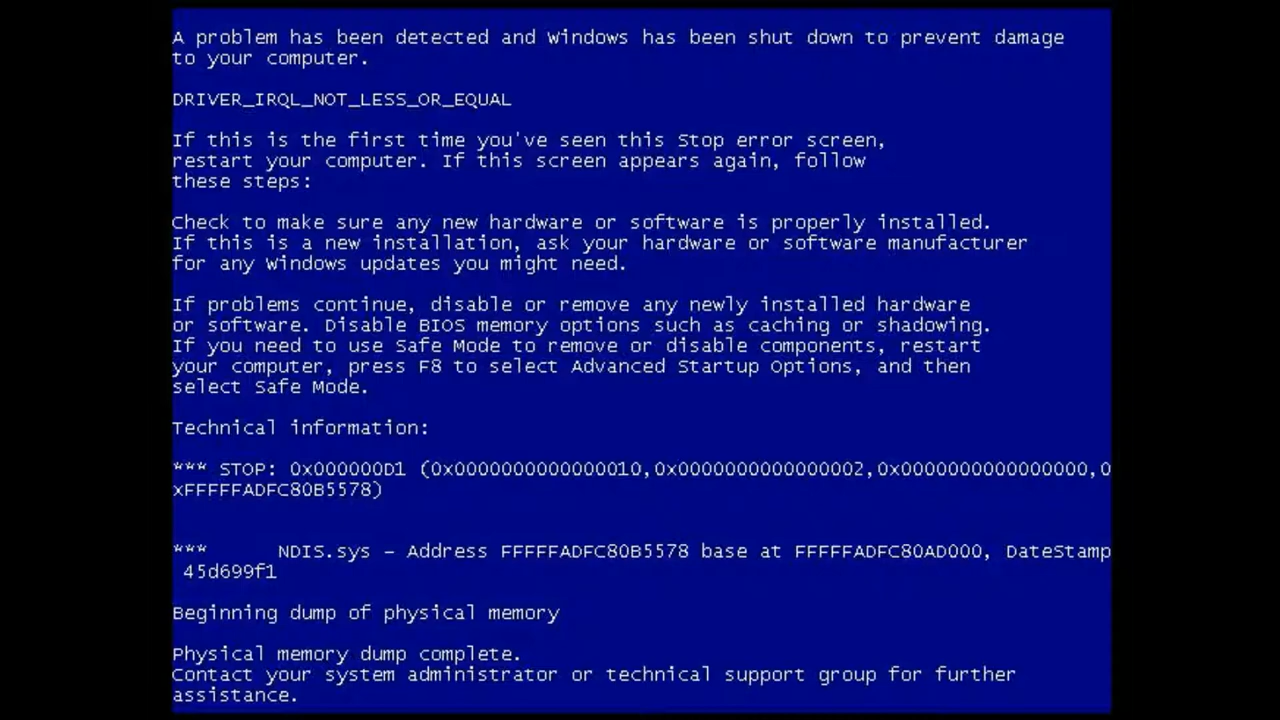 A problem has been detected and Windows has been shut down to prevent damage
to your computer.
DRIVER_IRQL_NOT_LESS_OR_EQUAL
If this is the first time you've seen this Stop error screen,
restart your computer. If this screen appears again, follow
these steps:
Check to make sure any new hardware or software is properly installed.
If this is a new installation, ask your hardware or software manufacturer
for any Windows updates you might need.
If problems continue, disable or remove any newly installed hardware
or software. Disable BIOS memory options such as caching or shadowing.
If you need to use Safe Mode to remove or disable components, restart
your computer, press F8 to select Advanced Startup Options, and then
select Safe Mode.
Technical information:
*** STOP: 0x000000D1 (0x0000000000000010,0x0000000000000002,0x0000000000000000,0
xFFFFFADFC80B5578)
***      NDIS.sys - Address FFFFFADFC80B5578 base at FFFFFADFC80AD000, DateStamp
45d699f1
Beginning dump of physical memory
Physical memory dump complete.
Contact your system administrator or technical support group for further
assistance.